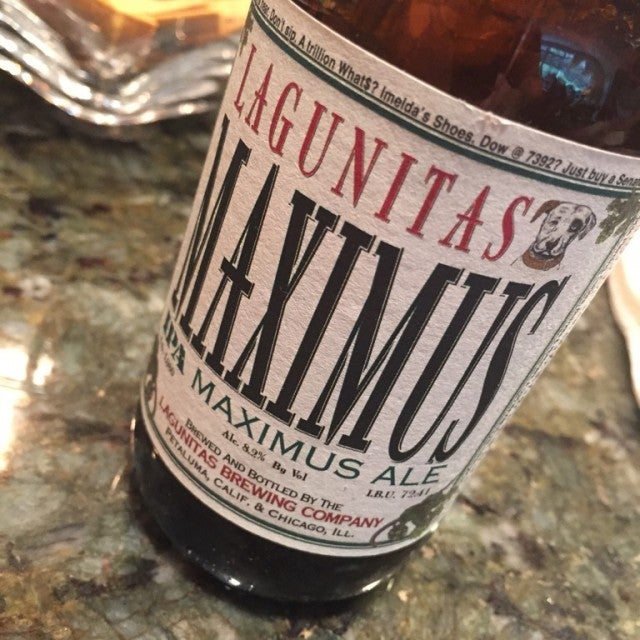 Don't sip. A trillion What$? Imelda's Shoes. Dow @ 7392? Just buy a
LAGUNITAS
MAXIMUS
IPA MAXIMUS ALE
Alc. 8.2% By Vol
I.B.U. 72.41
BREWED AND BOTTLED BY THE
LAGUNITAS BREWING COMPANY
PETALUMA, CALIF. & CHICAGO, ILL.